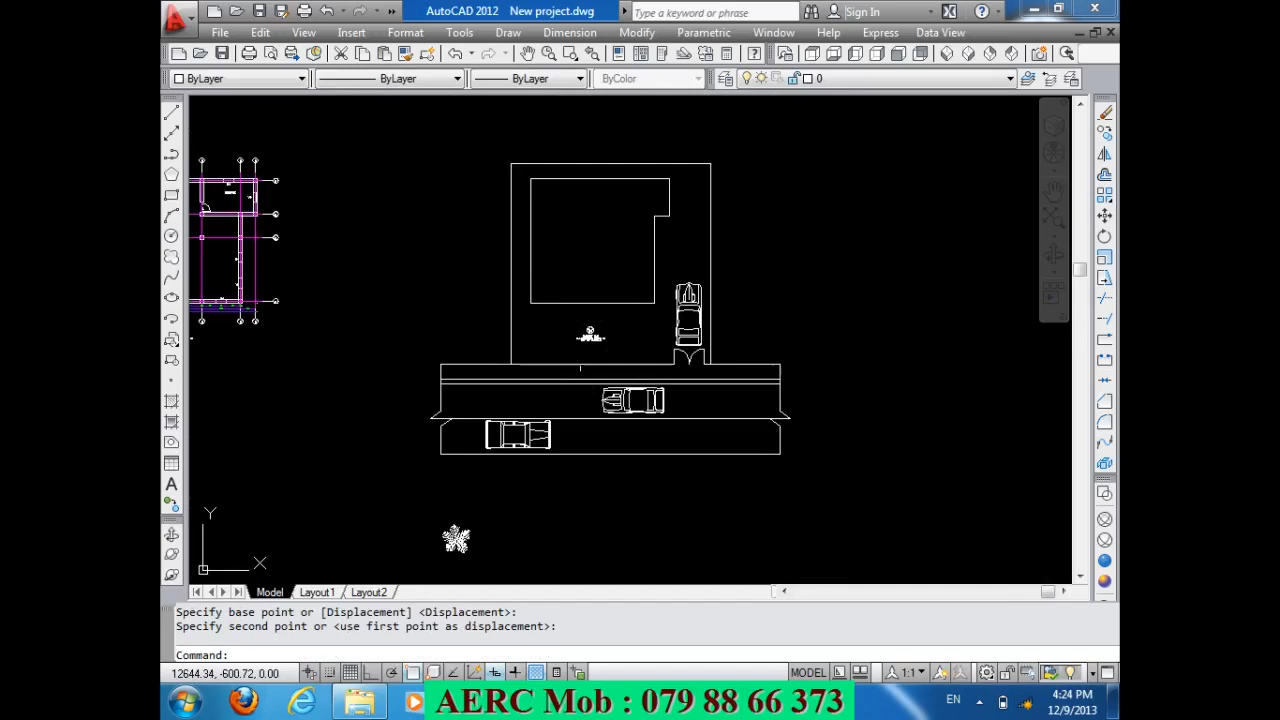 AutoCAD 2012 New project.dwg
Type a keyword or phrase
Sign In
File Edit View Insert Format Tools Draw Dimension Modify Parametric Window Help Express Data View
ByLayer ByLayer ByLayer ByColor 0
Y
X
Model Layout1 Layout2
Specify base point or [Displacement] <Displacement>:
Specify second point or <use first point as displacement>:
Command:
12644.34, -600.72, 0.00 MODEL 1:1
AERC Mob : 079 88 66 373
EN
4:24 PM
12/9/2013